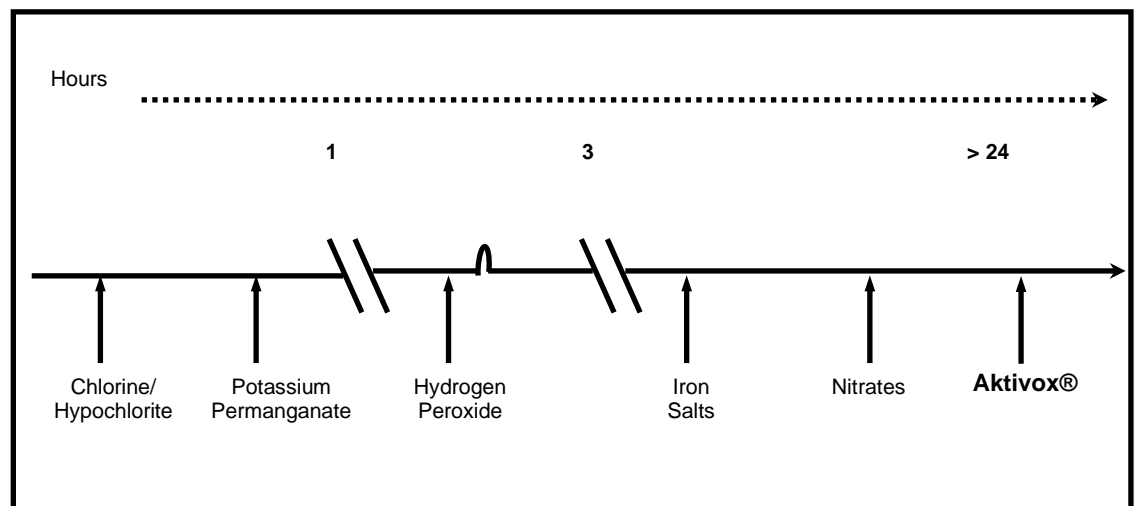 Hours
1 3 > 24
Chlorine/
Hypochlorite
Potassium
Permanganate
Hydrogen
Peroxide
Iron
Salts
Nitrates
Aktivox®